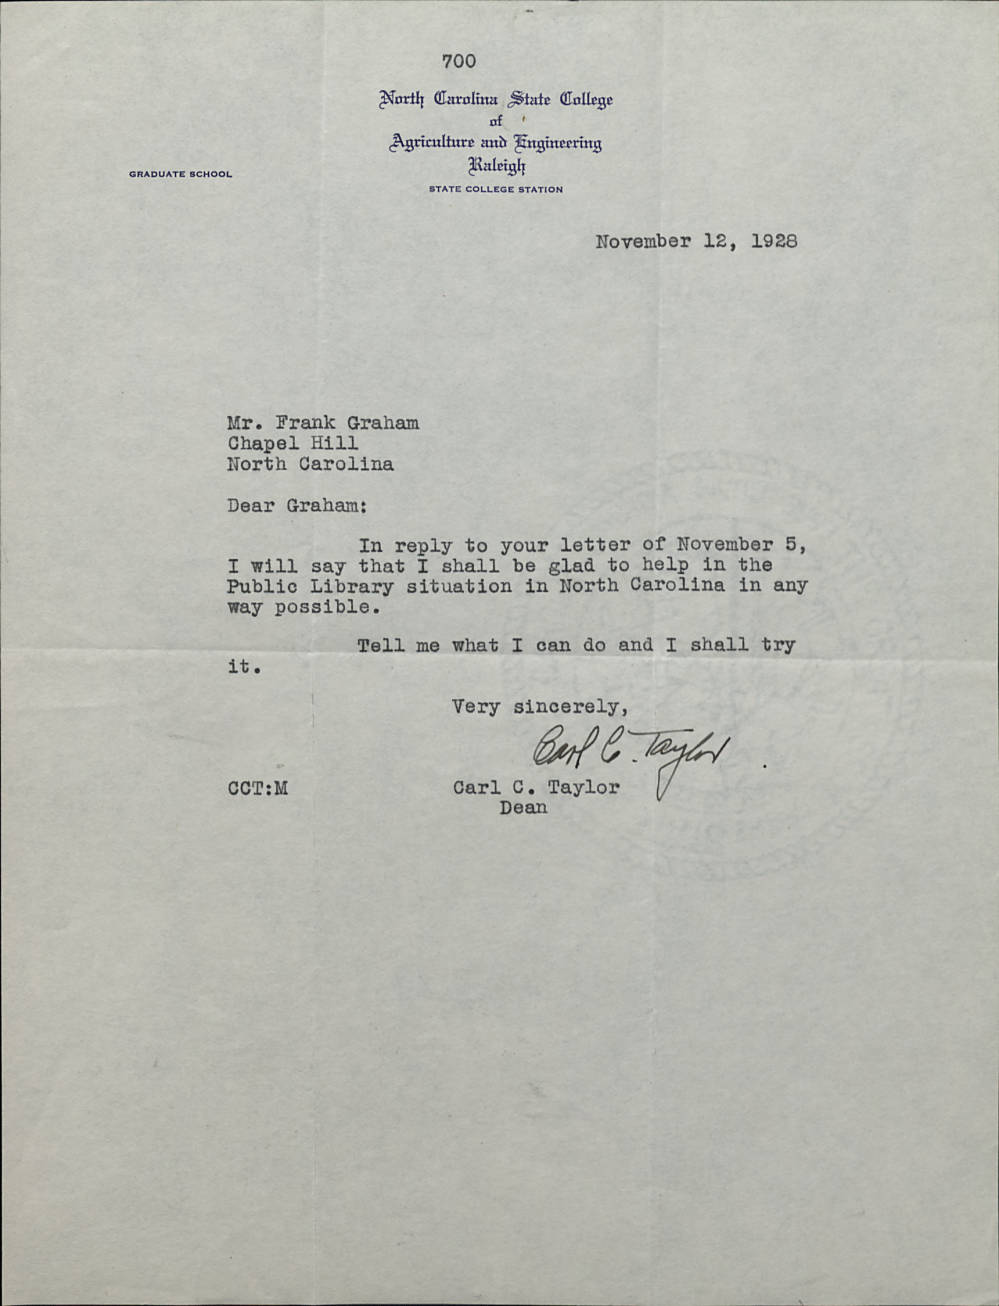 700
North Carolina State College
of
Agriculture and Engineering
Raleigh
GRADUATE SCHOOL
STATE COLLEGE STATION
November 12, 1928
Mr. Frank Graham
Chapel Hill
North Carolina
Dear Graham:
In reply to your letter of November 5,
I will say that I shall be glad to help in the
Public Library situation in North Carolina in any
way possible.
Tell me what I can do and I shall try
it.
Very sincerely,
Carl C. Taylor
CCT:M
Carl C. Taylor
Dean